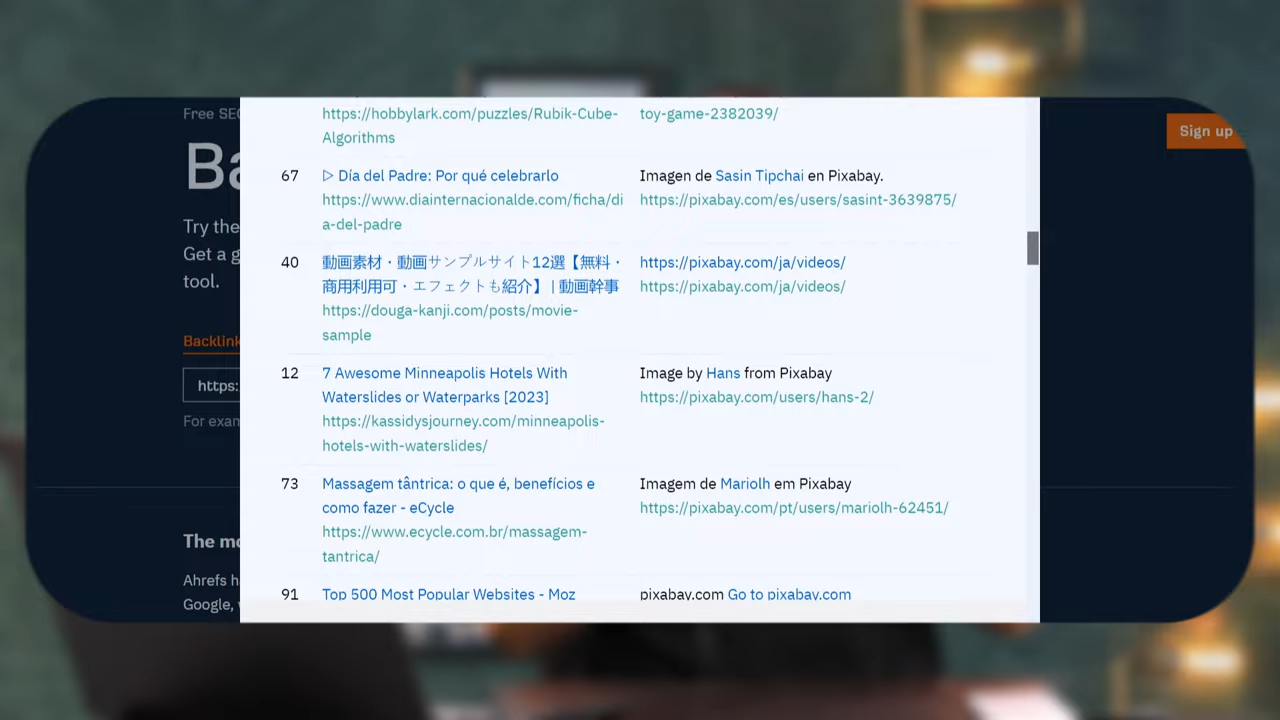 Free SE
Ba
Try the
Get a g
tool.
Backlink
https:
For exam
The mo
Ahrefs h
Google,
Sign up
https://hobbylark.com/puzzles/Rubik-Cube-
Algorithms
toy-game-2382039/
67
▷ Día del Padre: Por qué celebrarlo
https://www.diainternacionalde.com/ficha/di
a-del-padre
Imagen de Sasin Tipchai en Pixabay.
https://pixabay.com/es/users/sasint-3639875/
40
動画素材・動画サンプルサイト12選【無料・
商用利用可・エフェクトも紹介】 | 動画幹事
https://douga-kanji.com/posts/movie-
sample
https://pixabay.com/ja/videos/
https://pixabay.com/ja/videos/
12
7 Awesome Minneapolis Hotels With
Waterslides or Waterparks [2023]
https://kassidysjourney.com/minneapolis-
hotels-with-waterslides/
Image by Hans from Pixabay
https://pixabay.com/users/hans-2/
73
Massagem tântrica: o que é, benefícios e
como fazer - eCycle
https://www.ecycle.com.br/massagem-
tantrica/
Imagem de Mariolh em Pixabay
https://pixabay.com/pt/users/mariolh-62451/
91
Top 500 Most Popular Websites - Moz
pixabay.com Go to pixabay.com